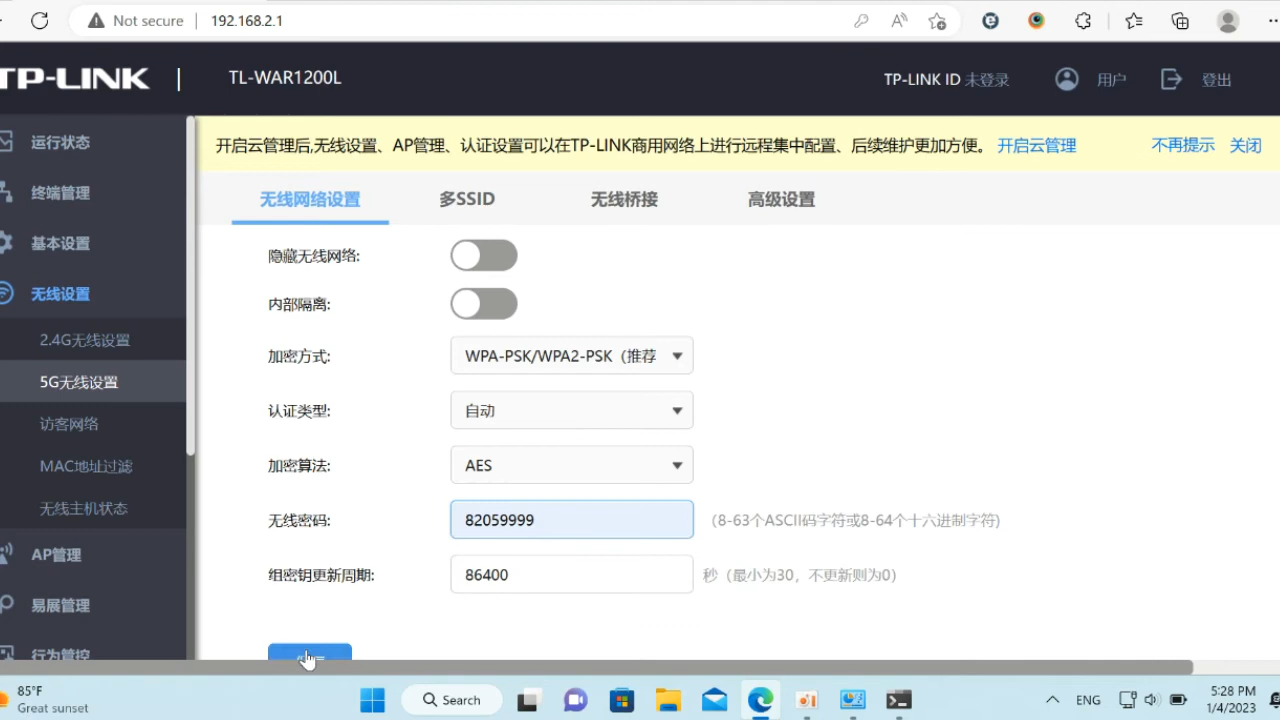 Not secure
192.168.2.1
TP-LINK
TL-WAR1200L
TP-LINK ID 未登录
用户
登出
开启云管理后,无线设置、AP管理、认证设置可以在TP-LINK商用网络上进行远程集中配置、后续维护更加方便。 开启云管理
不再提示
关闭
运行状态
终端管理
基本设置
无线设置
2.4G无线设置
5G无线设置
访客网络
MAC地址过滤
无线主机状态
AP管理
易展管理
行为管控
无线网络设置
多SSID
无线桥接
高级设置
隐藏无线网络:
内部隔离:
加密方式:
WPA-PSK/WPA2-PSK（推荐
认证类型:
自动
加密算法:
AES
无线密码:
82059999
（8-63个ASCII码字符或8-64个十六进制字符)
组密钥更新周期:
86400
秒（最小为30，不更新则为0）
85°F
Great sunset
Search
ENG
5:28 PM
1/4/2023